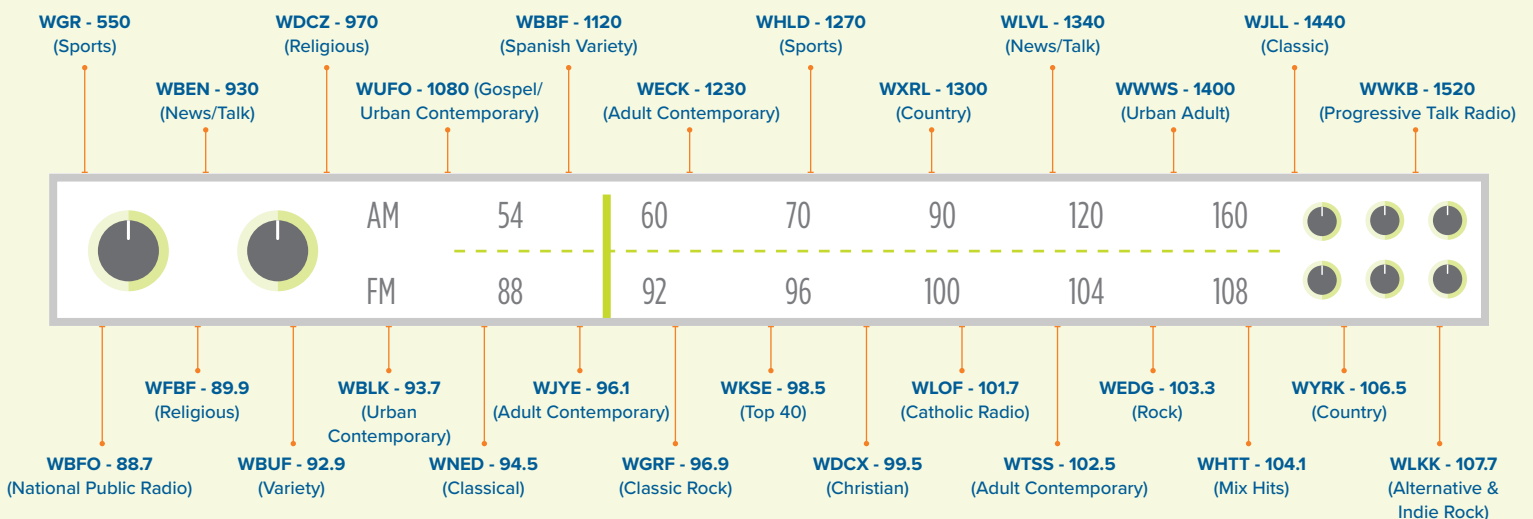 WGR - 550
(Sports)
WDCZ - 970
(Religious)
WBBF - 1120
(Spanish Variety)
WHLD - 1270
(Sports)
WLVL - 1340
(News/Talk)
WJLL - 1440
(Classic)
WBEN - 930
(News/Talk)
WUFO - 1080 (Gospel/
Urban Contemporary)
WECK - 1230
(Adult Contemporary)
WXRL - 1300
(Country)
WWWS - 1400
(Urban Adult)
WWKB - 1520
(Progressive Talk Radio)
AM 54 60 70 90 120 160
FM 88 92 96 100 104 108
WFBF - 89.9
(Religious)
WBLK - 93.7
(Urban
Contemporary)
WJYE - 96.1
(Adult Contemporary)
WKSE - 98.5
(Top 40)
WLOF - 101.7
(Catholic Radio)
WEDG - 103.3
(Rock)
WYRK - 106.5
(Country)
WBFO - 88.7
(National Public Radio)
WBUF - 92.9
(Variety)
WNED - 94.5
(Classical)
WGRF - 96.9
(Classic Rock)
WDCX - 99.5
(Christian)
WTSS - 102.5
(Adult Contemporary)
WHTT - 104.1
(Mix Hits)
WLKK - 107.7
(Alternative &
Indie Rock)